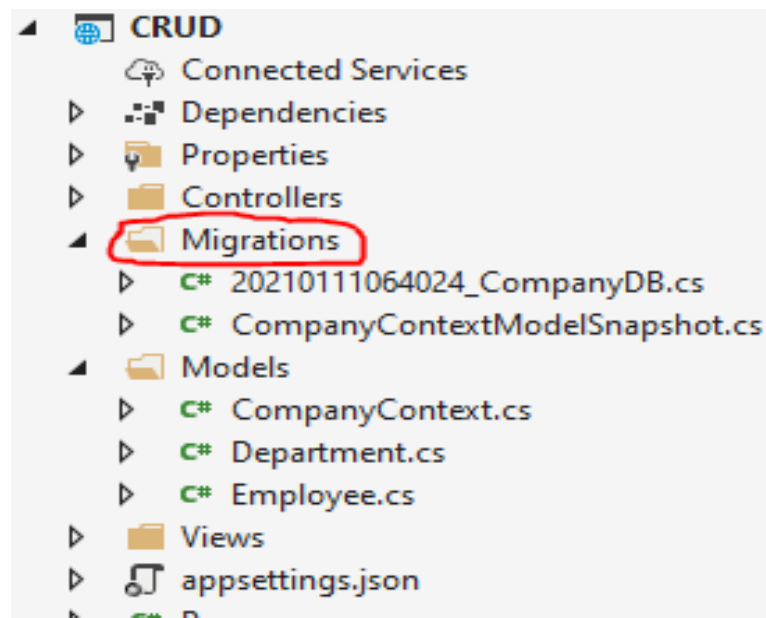 CRUD
Connected Services
Dependencies
Properties
Controllers
Migrations
C# 20210111064024_CompanyDB.cs
C# CompanyContextModelSnapshot.cs
Models
C# CompanyContext.cs
C# Department.cs
C# Employee.cs
Views
appsettings.json